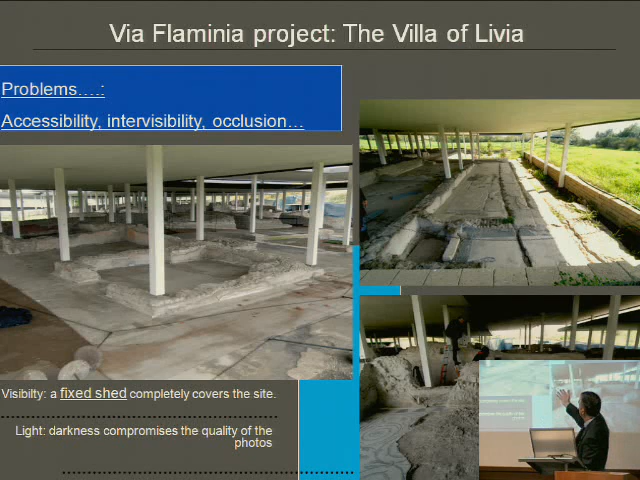 Via Flaminia project: The Villa of Livia
Problems….:
Accessibility, intervisibility, occlusion…
Visibilty: a fixed shed completely covers the site.
Light: darkness compromises the quality of the
photos